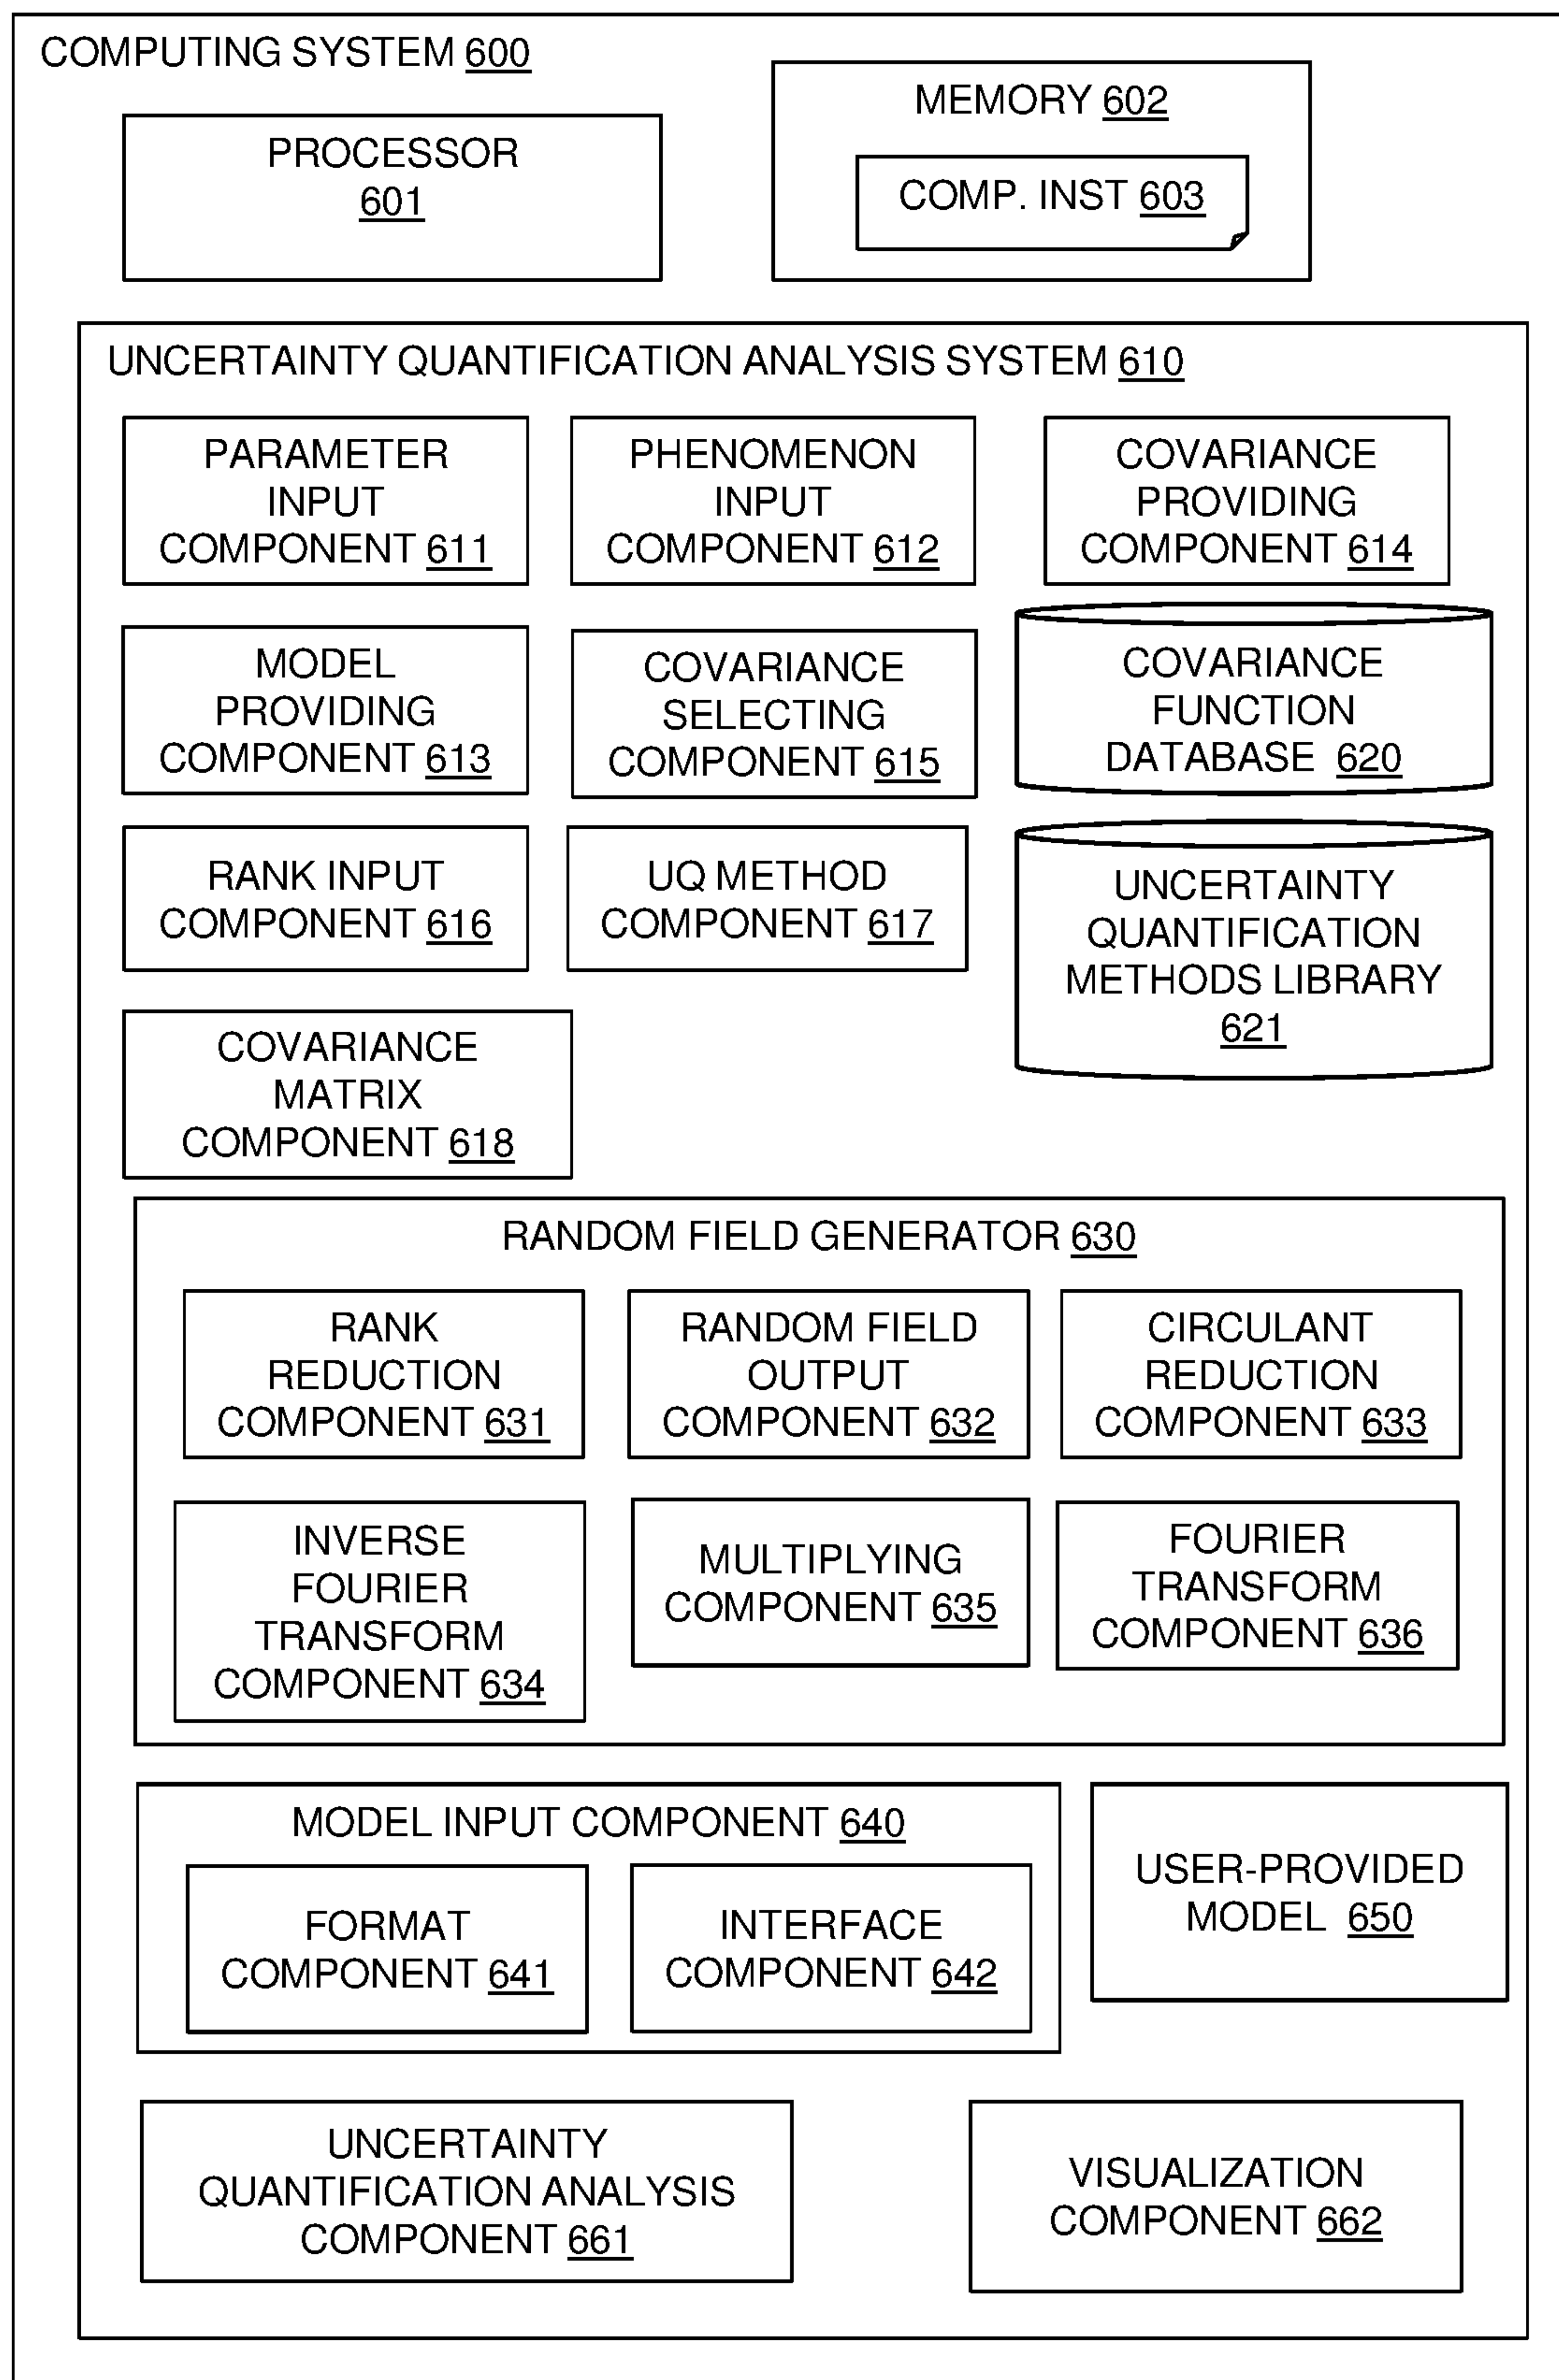 COMPUTING SYSTEM 600
PROCESSOR
601
MEMORY 602
COMP. INST 603
UNCERTAINTY QUANTIFICATION ANALYSIS SYSTEM 610
PARAMETER
INPUT
COMPONENT 611
PHENOMENON
INPUT
COMPONENT 612
COVARIANCE
PROVIDING
COMPONENT 614
MODEL
PROVIDING
COMPONENT 613
COVARIANCE
SELECTING
COMPONENT 615
COVARIANCE
FUNCTION
DATABASE 620
RANK INPUT
COMPONENT 616
UQ METHOD
COMPONENT 617
UNCERTAINTY
QUANTIFICATION
METHODS LIBRARY
621
COVARIANCE
MATRIX
COMPONENT 618
RANDOM FIELD GENERATOR 630
RANK
REDUCTION
COMPONENT 631
RANDOM FIELD
OUTPUT
COMPONENT 632
CIRCULANT
REDUCTION
COMPONENT 633
INVERSE
FOURIER
TRANSFORM
COMPONENT 634
MULTIPLYING
COMPONENT 635
FOURIER
TRANSFORM
COMPONENT 636
MODEL INPUT COMPONENT 640
FORMAT
COMPONENT 641
INTERFACE
COMPONENT 642
USER-PROVIDED
MODEL 650
UNCERTAINTY
QUANTIFICATION ANALYSIS
COMPONENT 661
VISUALIZATION
COMPONENT 662